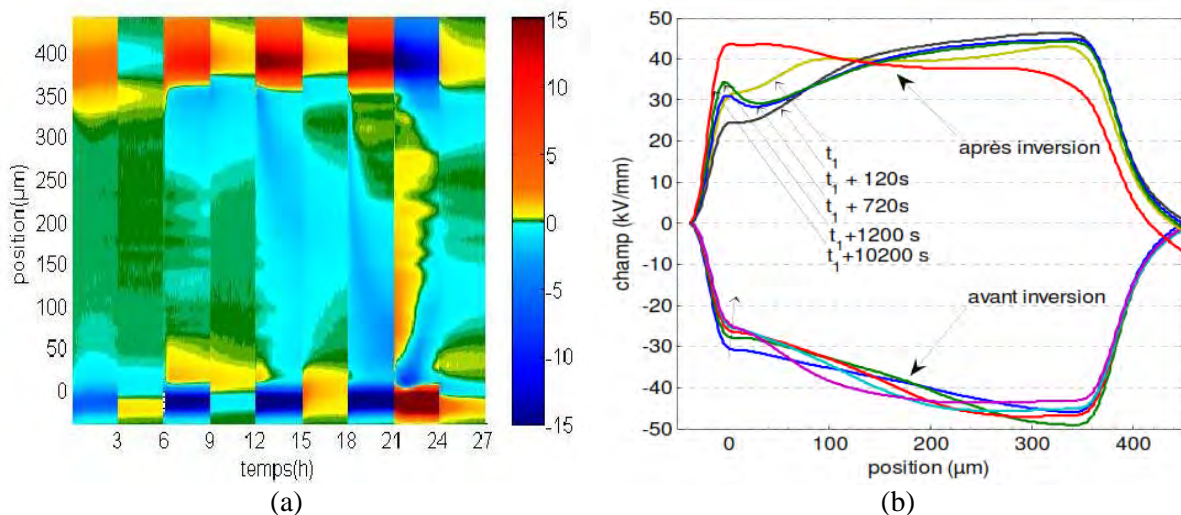 400
350
300
250
200
150
100
50
0
position(µm)
3 6 9 12 15 18 21 24 27
temps(h)
15
10
5
0
-5
-10
-15
(a)
50
40
30
20
10
0
-10
-20
-30
-40
-50
champ (kV/mm)
après inversion
t1
t1 + 120s
t1 + 720s
t1+1200 s
t1+10200 s
avant inversion
0 100 200 300 400
position (µm)
(b)